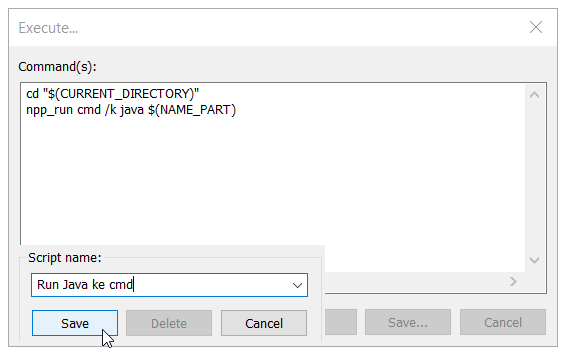 Execute...
Command(s):
cd "$(CURRENT_DIRECTORY)"
npp_run cmd /k java $(NAME_PART)
Script name:
Run Java ke cmd
Save
Delete
Cancel
Save...
Cancel